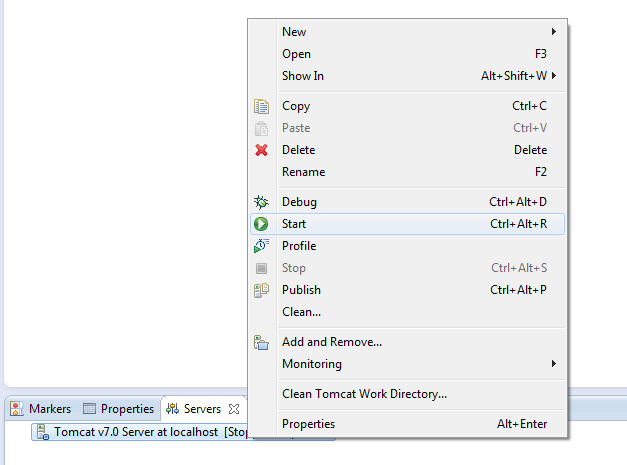 New
Open F3
Show In Alt+Shift+W
Copy Ctrl+C
Paste Ctrl+V
Delete Delete
Rename F2
Debug Ctrl+Alt+D
Start Ctrl+Alt+R
Profile
Stop Ctrl+Alt+S
Publish Ctrl+Alt+P
Clean...
Add and Remove...
Monitoring
Clean Tomcat Work Directory...
Properties Alt+Enter
Markers Properties Servers
Tomcat v7.0 Server at localhost [Stop